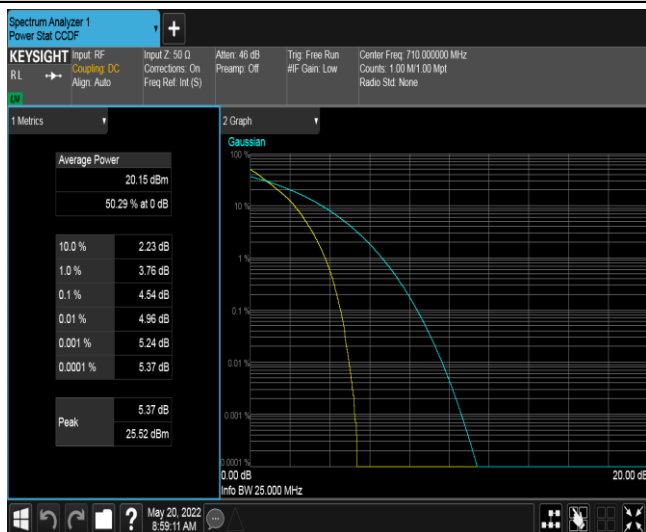 Spectrum Analyzer 1
Power Stat CCDF
+
KEYSIGHT
RL
LXI
Input: RF
Coupling: DC
Align: Auto
Input Z: 50 Ω
Corrections: On
Freq Ref: Int (S)
Atten: 46 dB
Preamp: Off
Trig: Free Run
#IF Gain: Low
Center Freq: 710.000000 MHz
Counts: 1.00 M/1.00 Mpt
Radio Std: None
1 Metrics
Average Power
20.15 dBm
50.29 % at 0 dB
10.0 % 2.23 dB
1.0 % 3.76 dB
0.1 % 4.54 dB
0.01 % 4.96 dB
0.001 % 5.24 dB
0.0001 % 5.37 dB
Peak 5.37 dB
25.52 dBm
2 Graph
Gaussian
100 %
10 %
1 %
0.1 %
0.01 %
0.001 %
0.0001 %
0.00 dB 20.00 dB
Info BW 25.000 MHz
?
May 20, 2022
8:59:11 AM